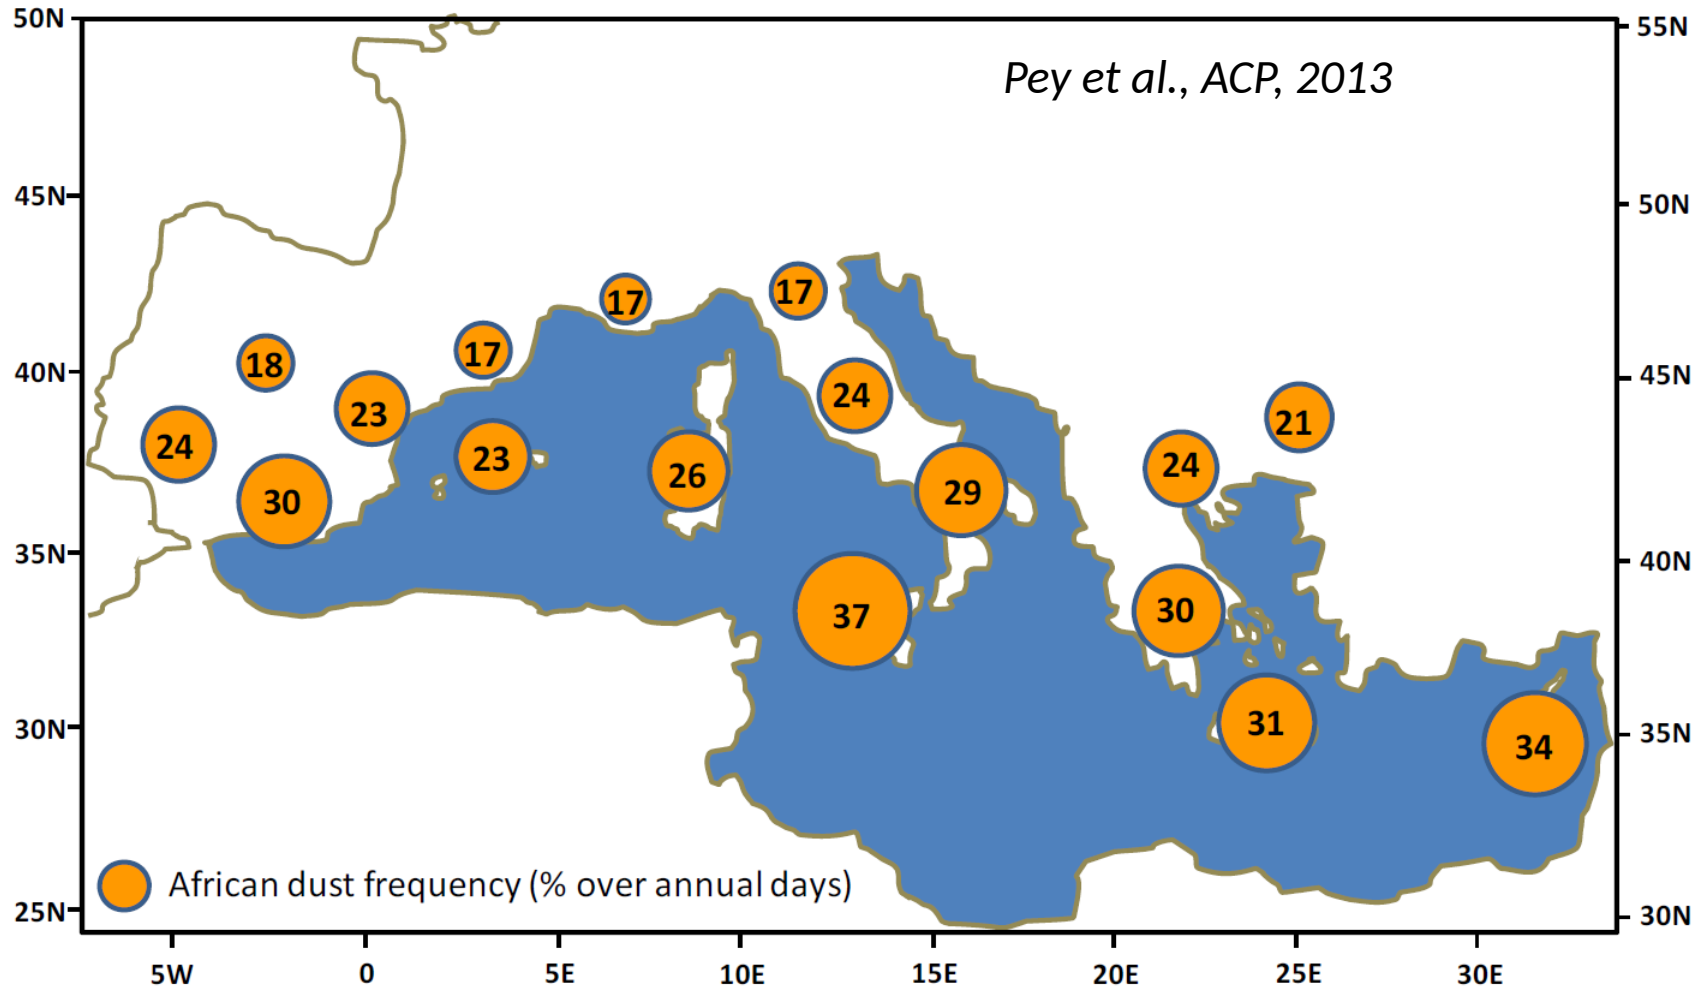 50N
55N
Pey et al., ACP, 2013
45N
50N
17
17
17
18
40N
45N
24
23
21
24
23
24
26
29
30
35N
40N
37
30
31
30N
35N
34
African dust frequency (% over annual days)
25N
30N
5W 0 5E 10E 15E 20E 25E 30E